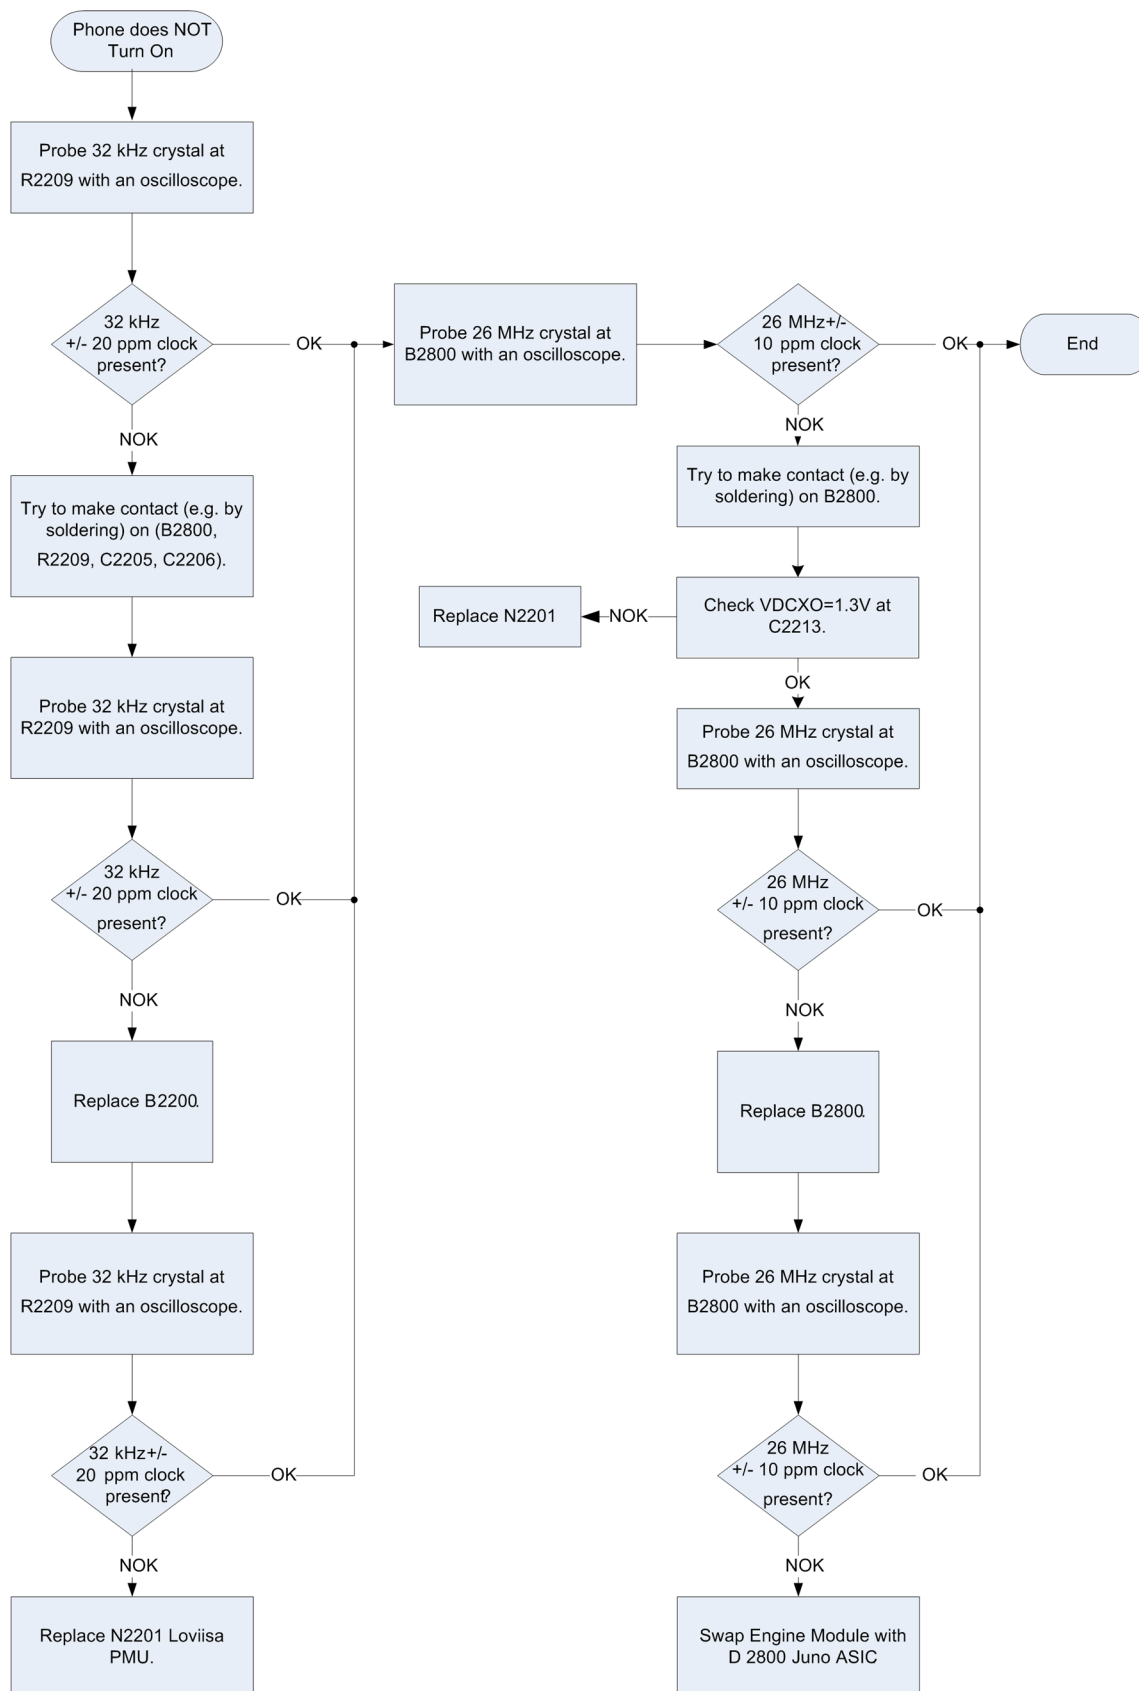 Phone does NOT
Turn On
Probe 32 kHz crystal at
R2209 with an oscilloscope.
32 kHz
+/- 20 ppm clock
present?
OK
NOK
Try to make contact (e.g. by
soldering) on (B2800,
R2209, C2205, C2206).
Probe 32 kHz crystal at
R2209 with an oscilloscope.
32 kHz
+/- 20 ppm clock
present?
OK
NOK
Replace B2200.
Probe 32 kHz crystal at
R2209 with an oscilloscope.
32 kHz+/-
20 ppm clock
present?
OK
NOK
Replace N2201 Loviisa
PMU.
Probe 26 MHz crystal at
B2800 with an oscilloscope.
26 MHz+/-
10 ppm clock
present?
OK
End
NOK
Try to make contact (e.g. by
soldering) on B2800.
Check VDCXO=1.3V at
C2213.
NOK
Replace N2201
OK
Probe 26 MHz crystal at
B2800 with an oscilloscope.
26 MHz
+/- 10 ppm clock
present?
OK
NOK
Replace B2800.
Probe 26 MHz crystal at
B2800 with an oscilloscope.
26 MHz
+/- 10 ppm clock
present?
OK
NOK
Swap Engine Module with
D 2800 Juno ASIC